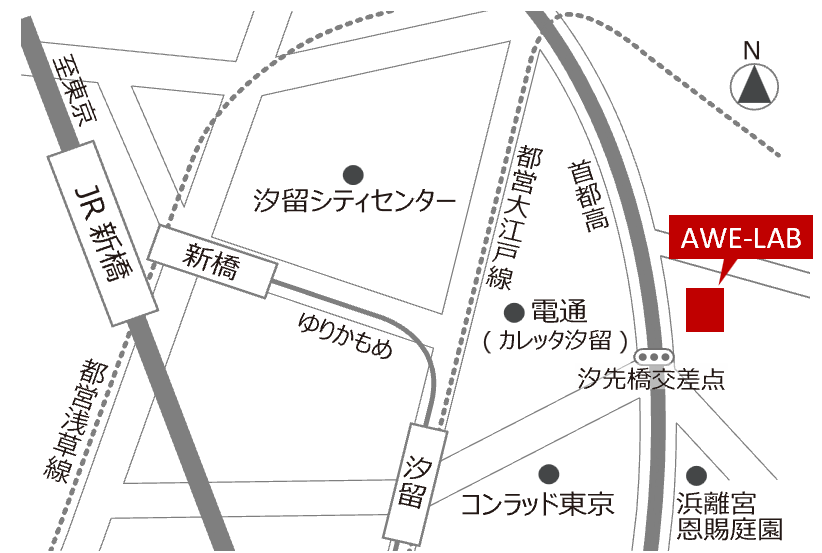 N
至東京
都営大江戸線
首都高
汐留シティセンター
JR 新橋
AWE-LAB
新橋
電通
( カレッタ汐留 )
ゆりかもめ
汐先橋交差点
都営浅草線
汐留
コンラッド東京
浜離宮
恩賜庭園